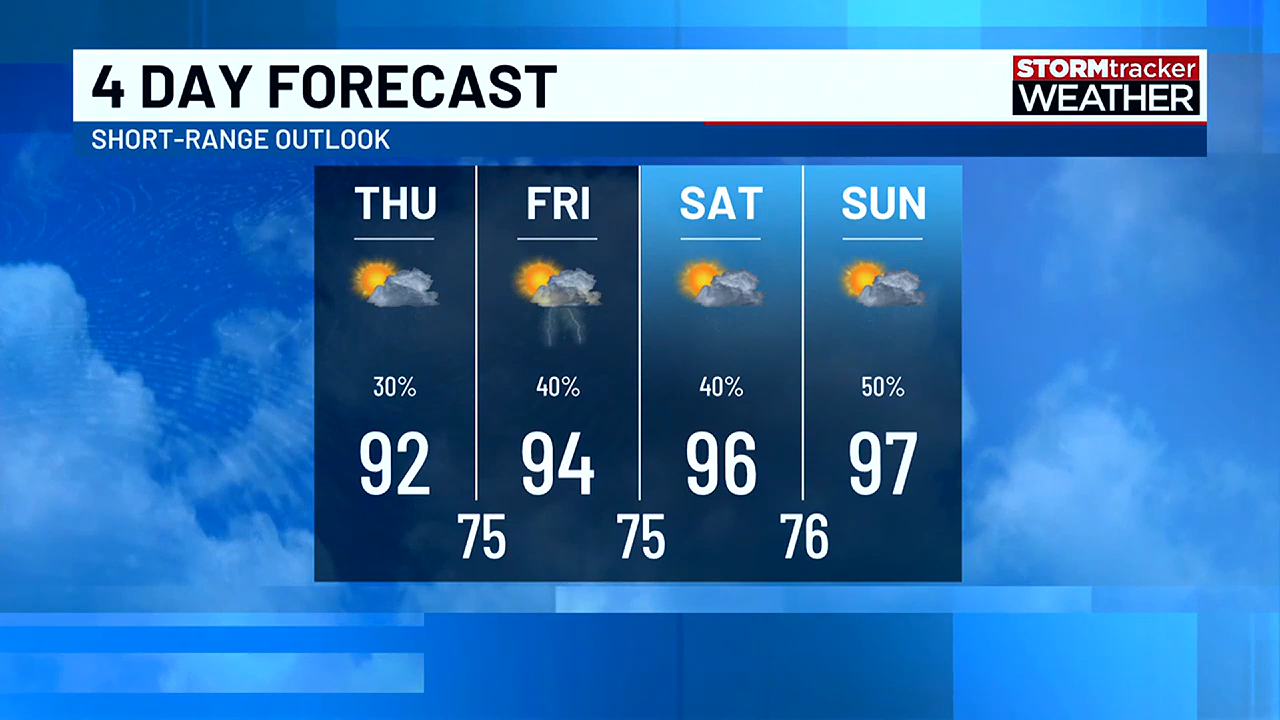 4 DAY FORECAST
STORMtracker
WEATHER
SHORT-RANGE OUTLOOK
THU FRI SAT SUN
30% 40% 40% 50%
92 94 96 97
75 75 76